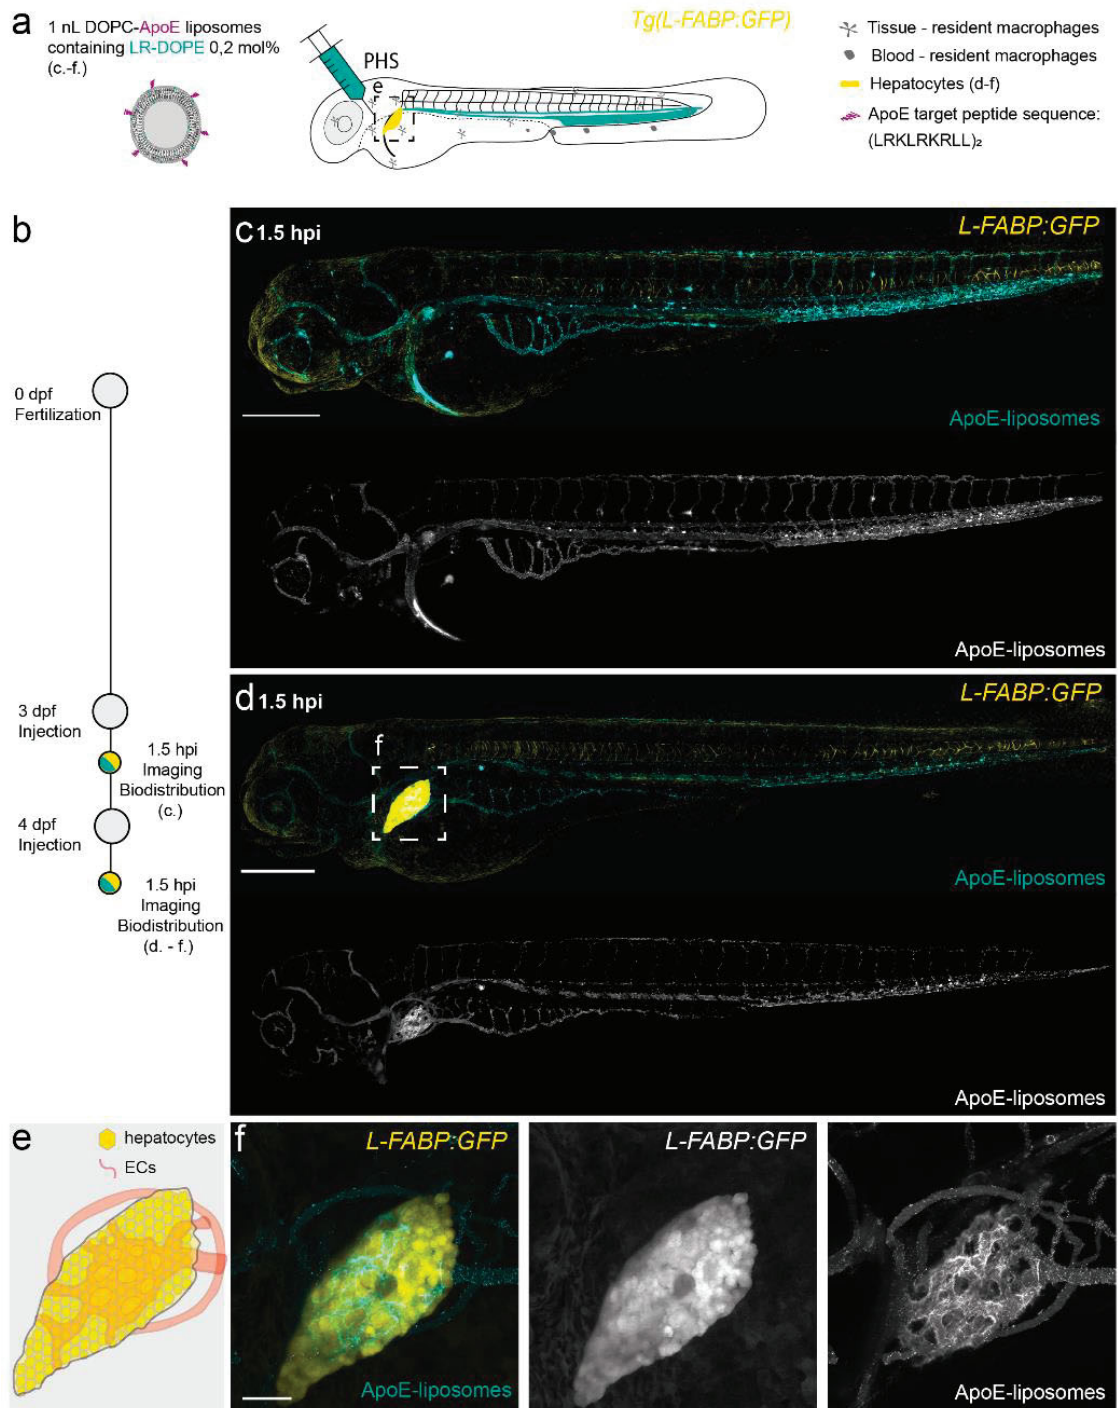 a
1 nL DOPC-ApoE liposomes
containing LR-DOPE 0,2 mol%
(c.-f.)
PHS
e
Tg(L-FABP:GFP)
Tissue - resident macrophages
Blood - resident macrophages
Hepatocytes (d-f)
ApoE target peptide sequence:
(LRKLRKRLL)₂
b
0 dpf
Fertilization
3 dpf
Injection
1.5 hpi
Imaging
Biodistribution
(c.)
4 dpf
Injection
1.5 hpi
Imaging
Biodistribution
(d. - f.)
c 1.5 hpi
L-FABP:GFP
ApoE-liposomes
ApoE-liposomes
d 1.5 hpi
L-FABP:GFP
f
ApoE-liposomes
ApoE-liposomes
e
hepatocytes
ECs
f
L-FABP:GFP
ApoE-liposomes
L-FABP:GFP
ApoE-liposomes